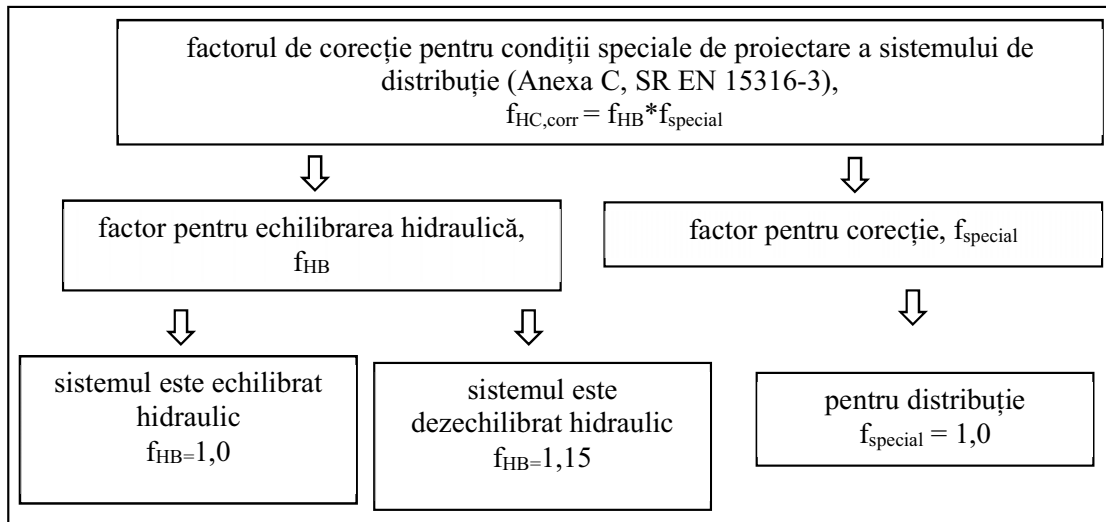 factorul de corecție pentru condiții speciale de proiectare a sistemului de
distribuție (Anexa C, SR EN 15316-3),
fHC,corr = fHB*fspecial
factor pentru echilibrarea hidraulică,
fHB
factor pentru corecție, fspecial
sistemul este echilibrat
hidraulic
fHB=1,0
sistemul este
dezechilibrat hidraulic
fHB=1,15
pentru distribuție
fspecial = 1,0